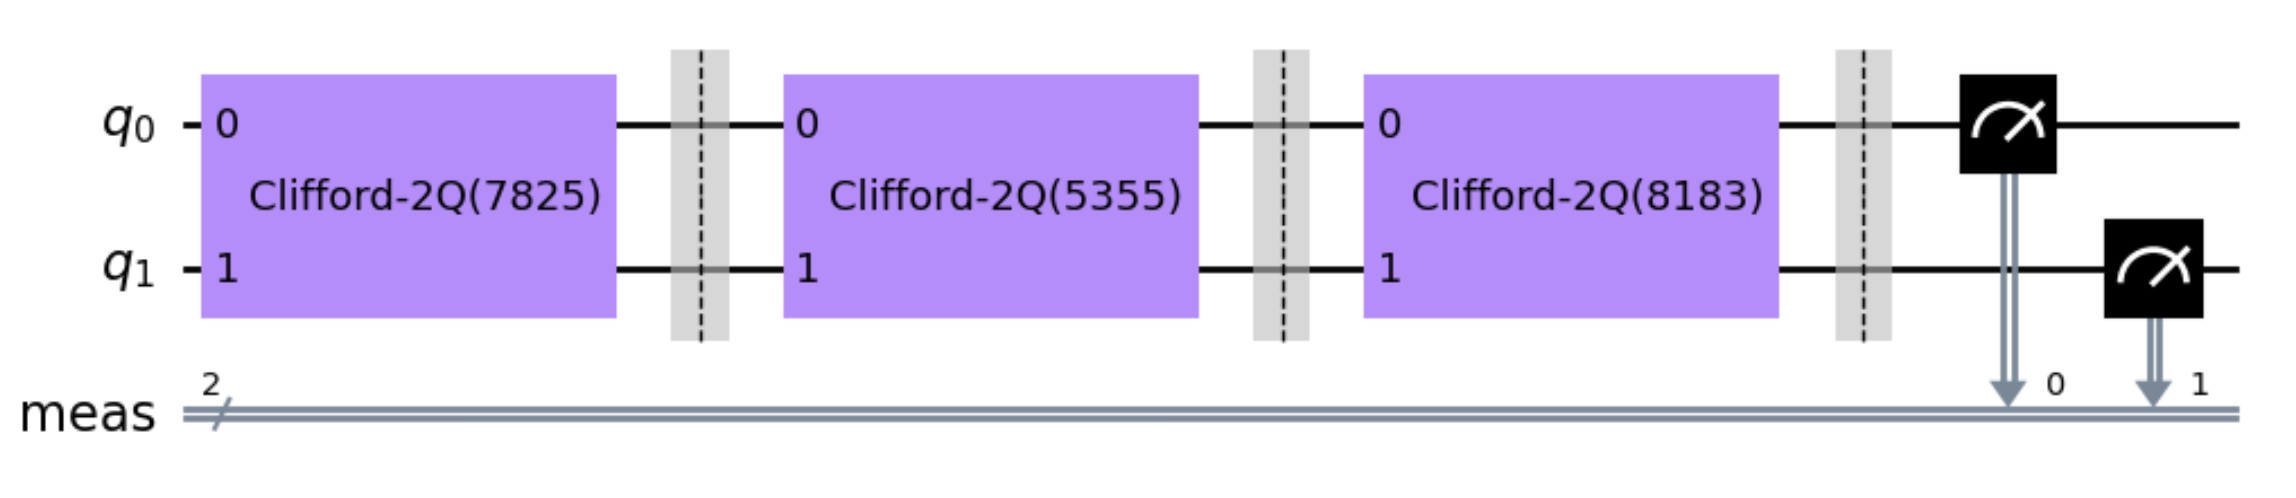 q0 0 0 0
Clifford-2Q(7825) Clifford-2Q(5355) Clifford-2Q(8183)
q1 1 1 1
2 0 1
meas